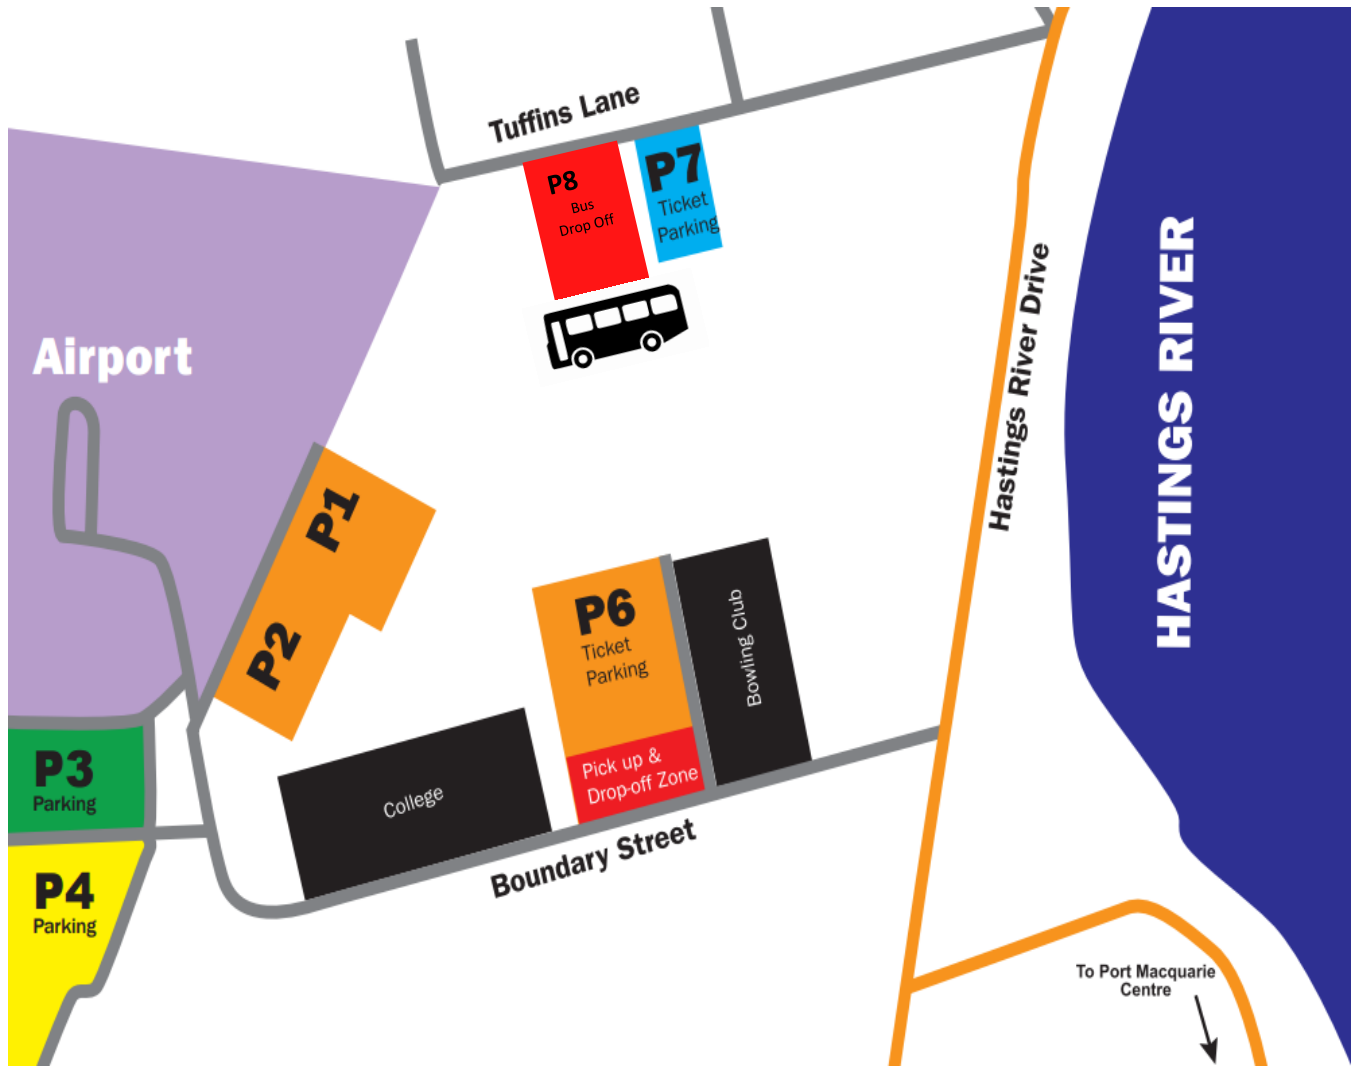 Tuffins Lane
P8
Bus
Drop Off
P7
Ticket
Parking
Airport
Hastings River Drive
HASTINGS RIVER
P1
P2
P6
Ticket
Parking
Bowling Club
Pick up &
Drop-off Zone
College
Boundary Street
P3
Parking
P4
Parking
To Port Macquarie
Centre